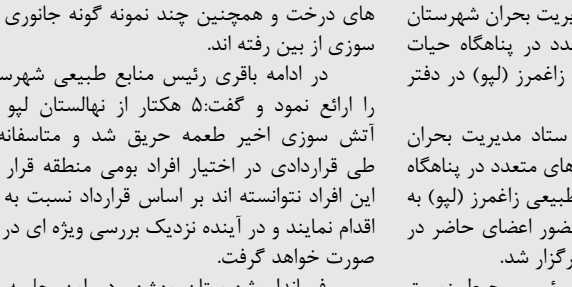 یریت بحران شهرستان
دد در پناهگاه حیات
زاغمرز (لپو) در دفتر
ستاد مدیریت بحران
های متعدد در پناهگاه
طبیعی زاغمرز (لپو) به
ضور اعضای حاضر در
رگزار شد.
های درخت و همچنین چند نمونه گونه جانوری
سوزی از بین رفته اند.
در ادامه باقری رئیس منابع طبیعی شهرس
را ارائع نمود و گفت:۵ هکتار از نهالستان لپو
آتش سوزی اخیر طعمه حریق شد و متاسفانه
طی قراردادی در اختیار افراد بومی منطقه قرار
این افراد نتوانسته اند بر اساس قرارداد نسبت به
اقدام نمایند و در آینده نزدیک بررسی ویژه ای در
صورت خواهد گرفت.